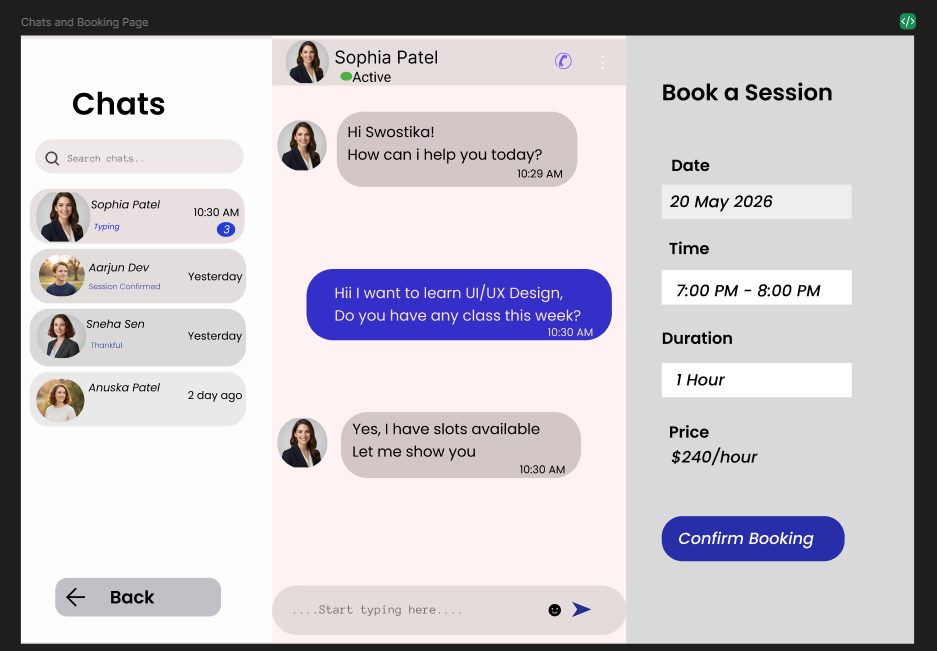 Chats and Booking Page
</>
Chats
Search chats..
Sophia Patel
Typing
10:30 AM
3
Aarjun Dev
Session Confirmed
Yesterday
Sneha Sen
Thankful
Yesterday
Anuska Patel
2 day ago
Back
Sophia Patel
Active
Hi Swostika!
How can i help you today?
10:29 AM
Hii I want to learn UI/UX Design,
Do you have any class this week?
10:30 AM
Yes, I have slots available
Let me show you
10:30 AM
....Start typing here....
Book a Session
Date
20 May 2026
Time
7:00 PM - 8:00 PM
Duration
1 Hour
Price
$240/hour
Confirm Booking